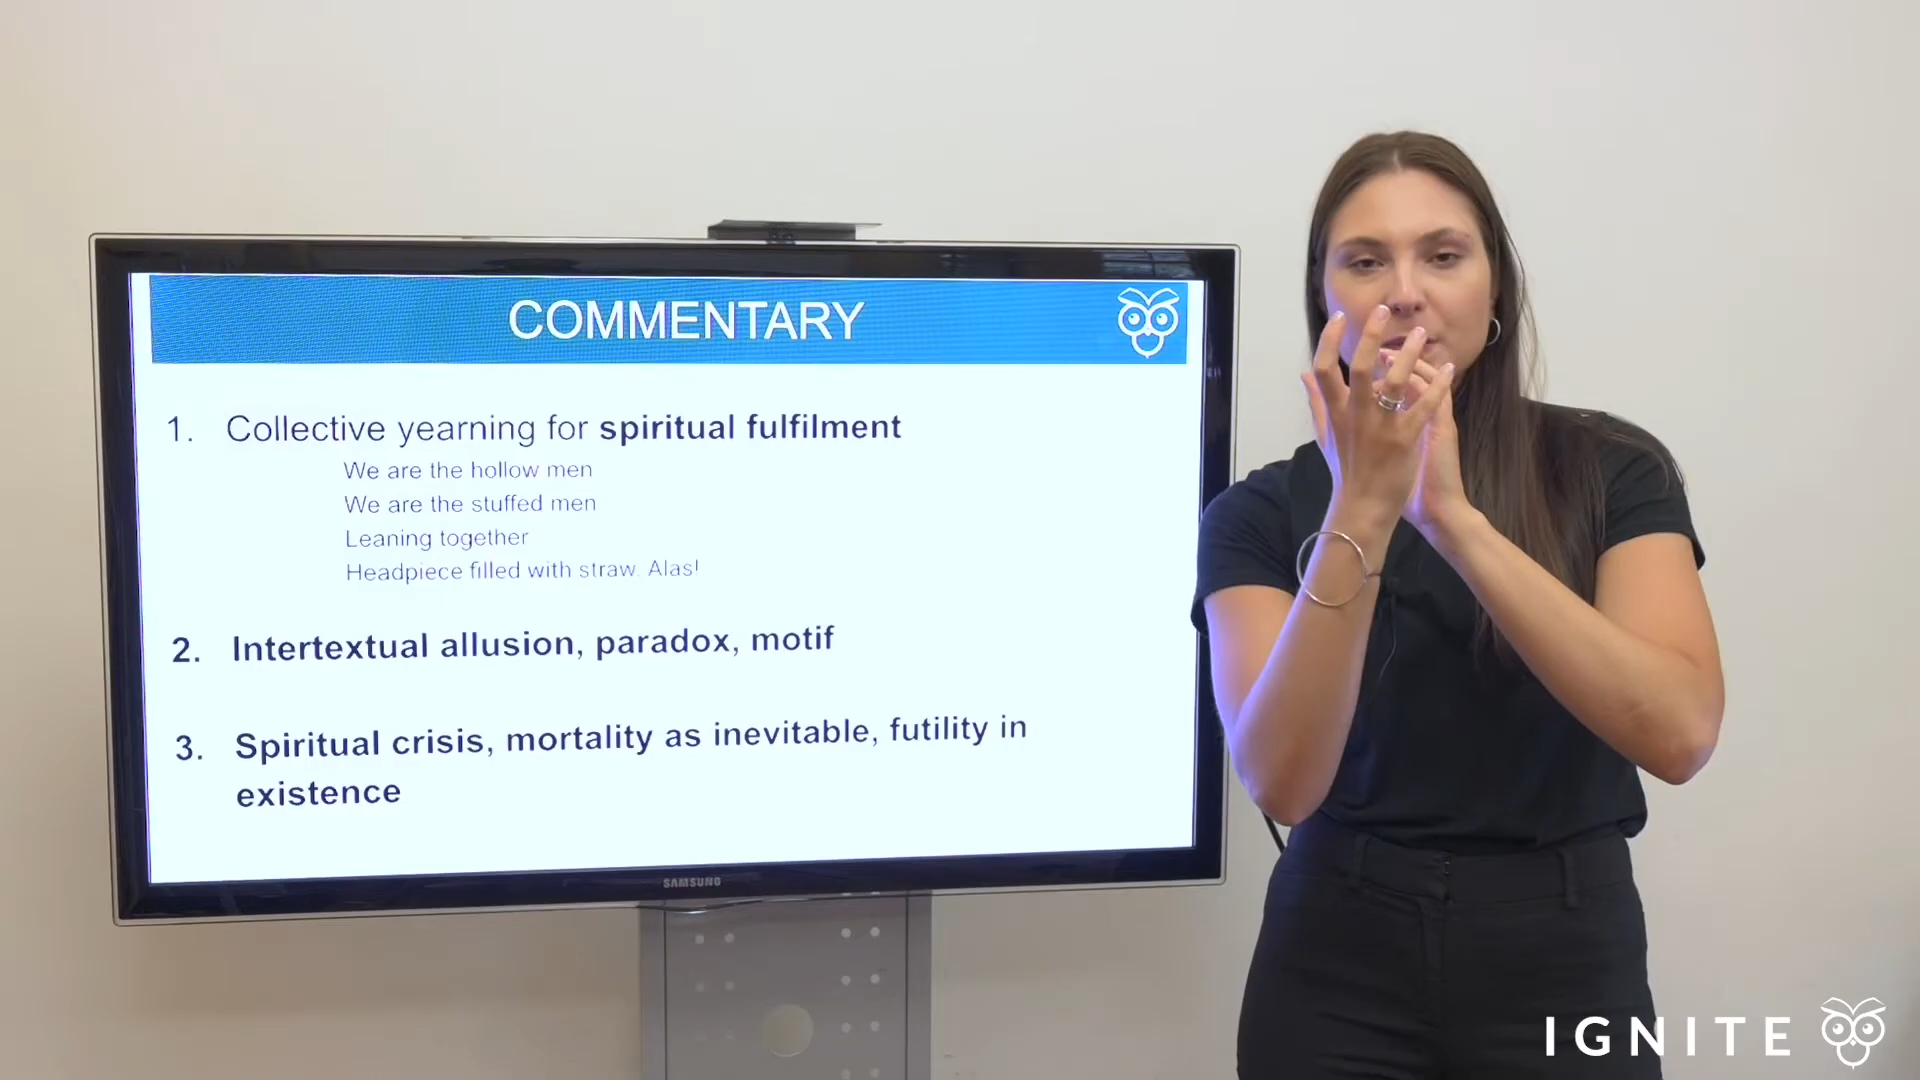 COMMENTARY
1. Collective yearning for spiritual fulfilment
We are the hollow men
We are the stuffed men
Leaning together
Headpiece filled with straw. Alas!
2. Intertextual allusion, paradox, motif
3. Spiritual crisis, mortality as inevitable, futility in
existence
SAMSUNG
IGNITE